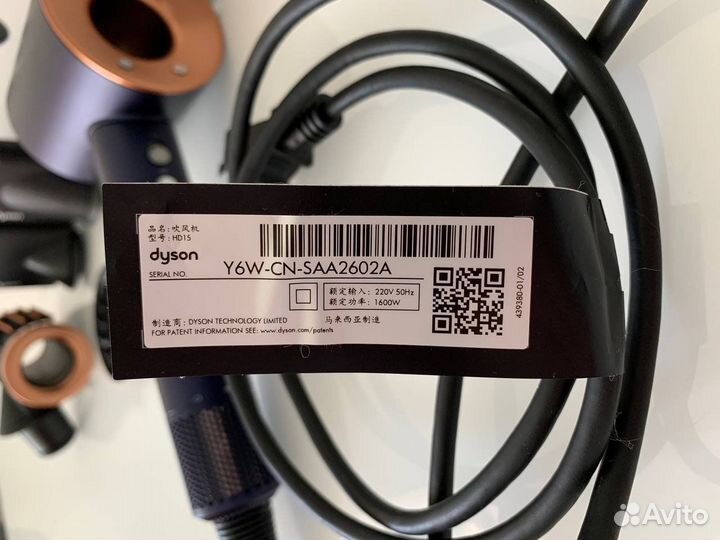 品名: 吹风机
型号: HD15
dyson
SERIAL NO.
Y6W-CN-SAA2602A
额定输入: 220V 50Hz
额定功率: 1600W
制造商: DYSON TECHNOLOGY LIMITED
马来西亚制造
FOR PATENT INFORMATION SEE: www.dyson.com/patents
439380-01/02
Avito